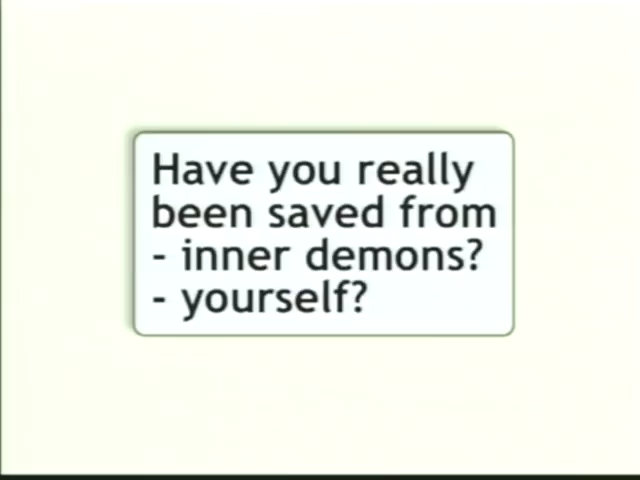 Have you really
been saved from
- inner demons?
- yourself?